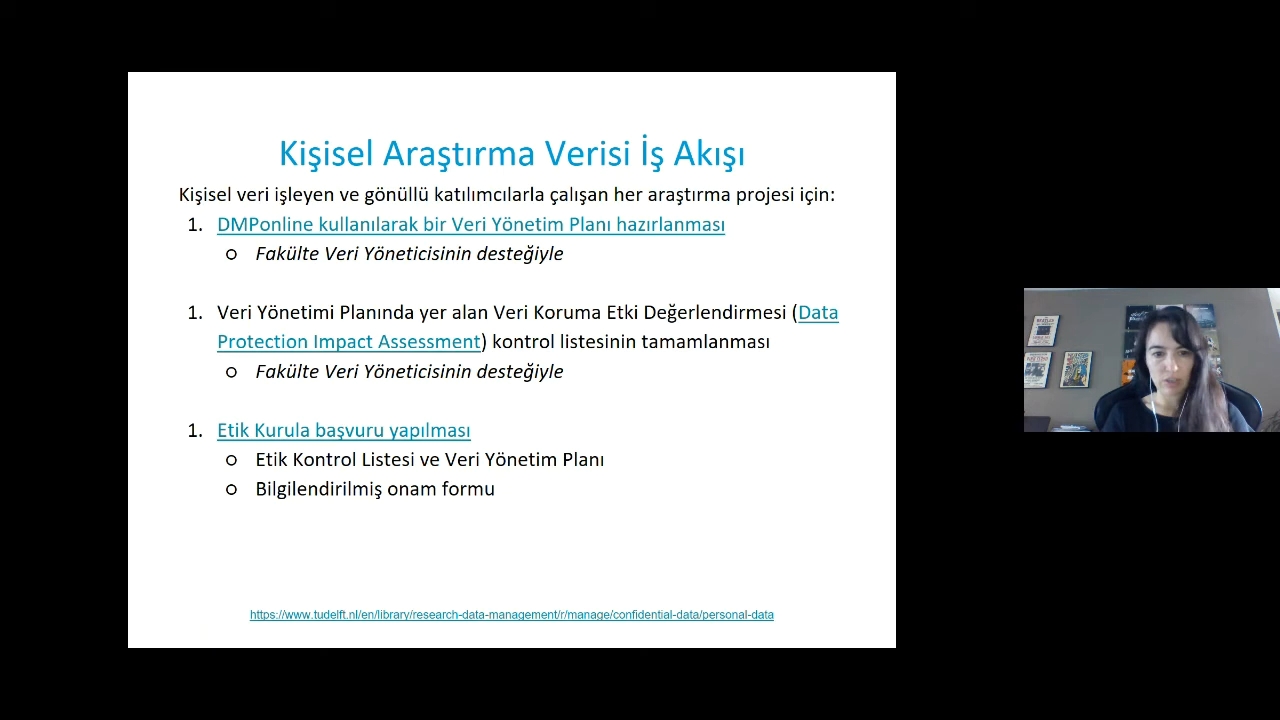 Kişisel Araştırma Verisi İş Akışı
Kişisel veri işleyen ve gönüllü katılımcılarla çalışan her araştırma projesi için:
1. DMPonline kullanılarak bir Veri Yönetim Planı hazırlanması
o Fakülte Veri Yöneticisinin desteğiyle
1. Veri Yönetimi Planında yer alan Veri Koruma Etki Değerlendirmesi (Data
Protection Impact Assessment) kontrol listesinin tamamlanması
o Fakülte Veri Yöneticisinin desteğiyle
1. Etik Kurula başvuru yapılması
o Etik Kontrol Listesi ve Veri Yönetim Planı
o Bilgilendirilmiş onam formu
https://www.tudelft.nl/en/library/research-data-management/r/manage/confidential-data/personal-data